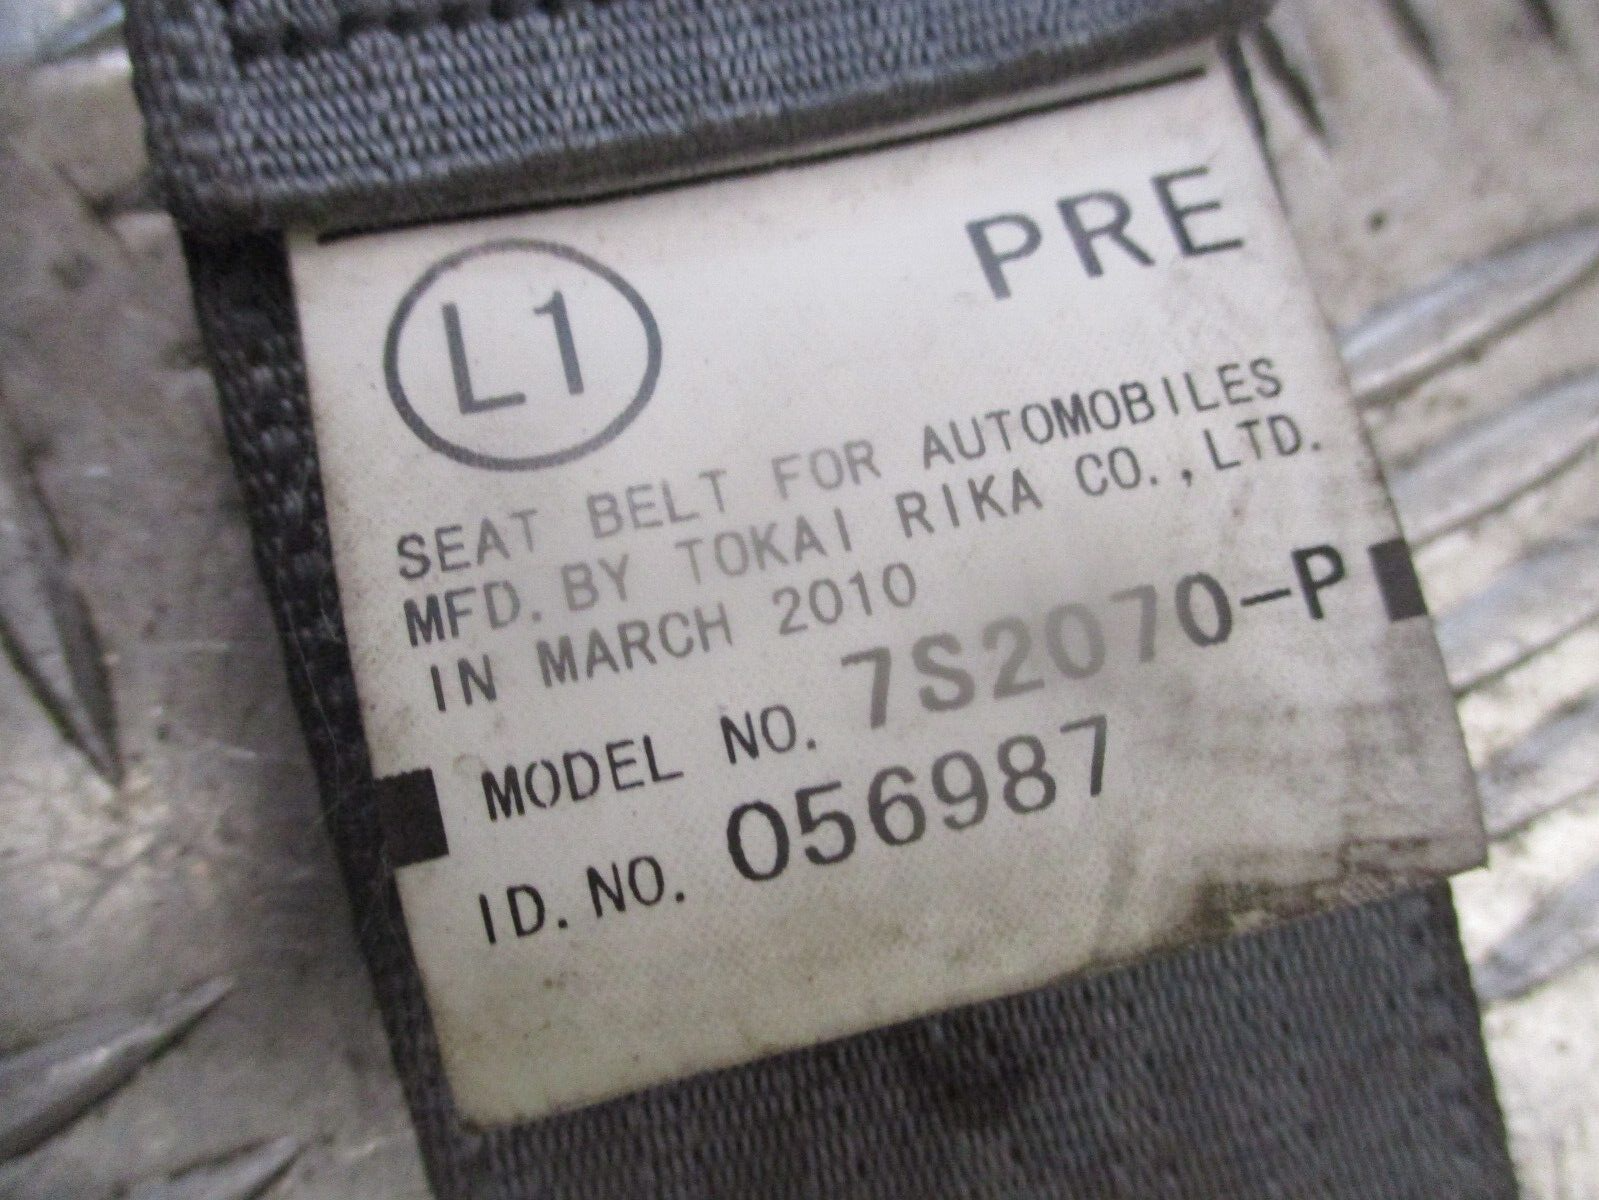 L1 PRE
SEAT BELT FOR AUTOMOBILES
MFD. BY TOKAI RIKA CO., LTD.
IN MARCH 2010
MODEL NO. 7S2070-P
ID. NO. 056987